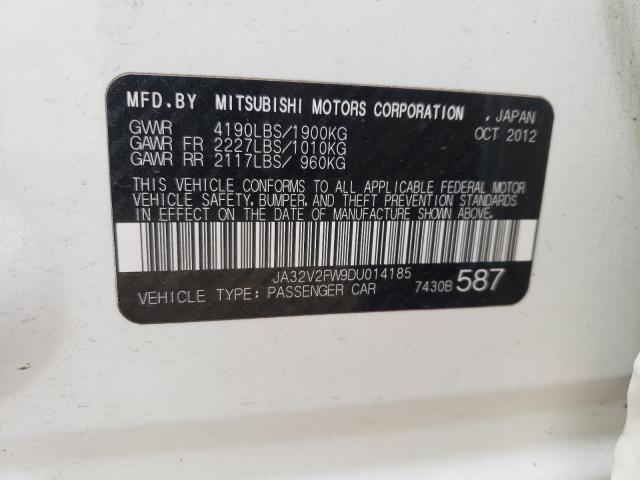 MFD.BY MITSUBISHI MOTORS CORPORATION , JAPAN
GVWR 4190LBS/1900KG OCT 2012
GAWR FR 2227LBS/1010KG
GAWR RR 2117LBS/ 960KG
THIS VEHICLE CONFORMS TO ALL APPLICABLE FEDERAL MOTOR
VEHICLE SAFETY, BUMPER, AND THEFT PREVENTION STANDARDS
IN EFFECT ON THE DATE OF MANUFACTURE SHOWN ABOVE.
JA32V2FW9DU014185
VEHICLE TYPE: PASSENGER CAR 7430B 587